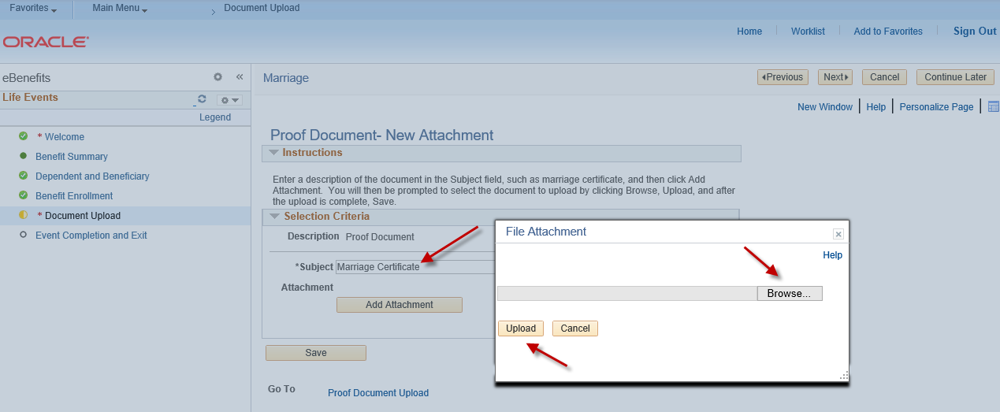 Favorites Main Menu > Document Upload
ORACLE
Home Worklist Add to Favorites Sign Out
eBenefits «
Life Events
Legend
* Welcome
Benefit Summary
Dependent and Beneficiary
Benefit Enrollment
* Document Upload
Event Completion and Exit
Marriage
Previous Next Cancel Continue Later
New Window Help Personalize Page
Proof Document- New Attachment
Instructions
Enter a description of the document in the Subject field, such as marriage certificate, and then click Add
Attachment. You will then be prompted to select the document to upload by clicking Browse, Upload, and after
the upload is complete, Save.
Selection Criteria
Description Proof Document
*Subject Marriage Certificate
Attachment
Add Attachment
Save
Go To Proof Document Upload
File Attachment x
Help
Browse...
Upload Cancel